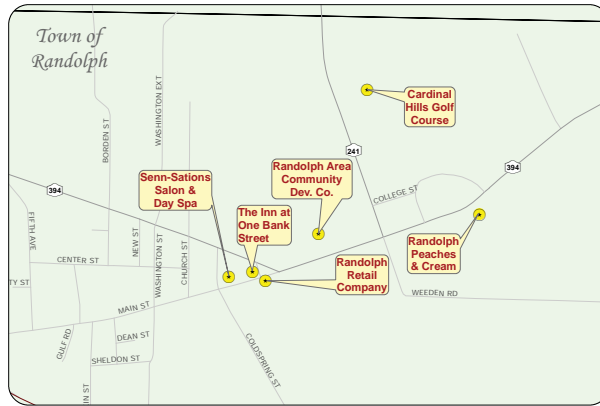 Town of
Randolph
Cardinal
Hills Golf
Course
WASHINGTON EXT
BORDEN ST
241
394
394
Randolph Area
Community
Dev. Co.
Senn-Sations
Salon &
Day Spa
COLLEGE ST
The Inn at
One Bank
Street
FIFTH AVE
NEW ST
WASHINGTON ST
CHURCH ST
Randolph
Peaches
& Cream
CENTER ST
Randolph
Retail
Company
TY ST
WEEDEN RD
MAIN ST
GULF RD
DEAN ST
SHELDON ST
COLDSPRING ST
IN ST